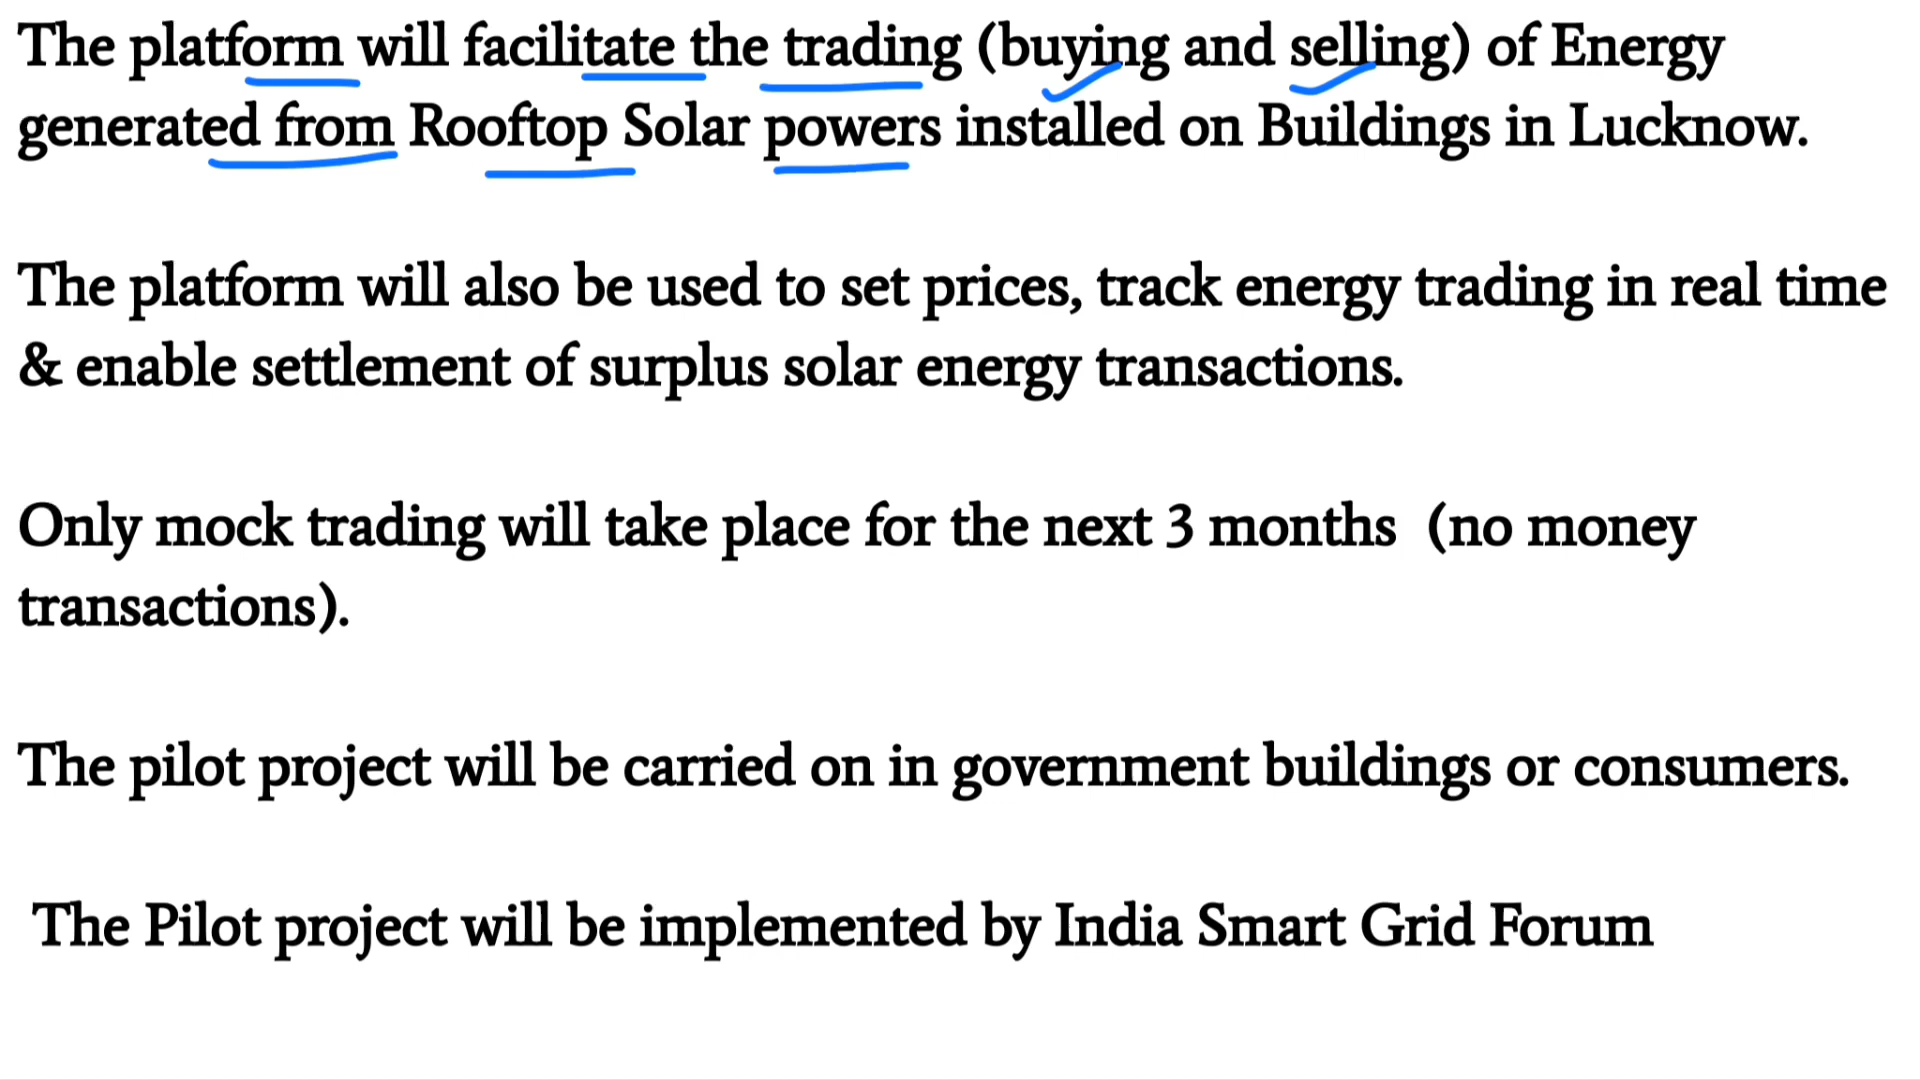 The platform will facilitate the trading (buying and selling) of Energy
generated from Rooftop Solar powers installed on Buildings in Lucknow.
The platform will also be used to set prices, track energy trading in real time
& enable settlement of surplus solar energy transactions.
Only mock trading will take place for the next 3 months (no money
transactions).
The pilot project will be carried on in government buildings or consumers.
The Pilot project will be implemented by India Smart Grid Forum